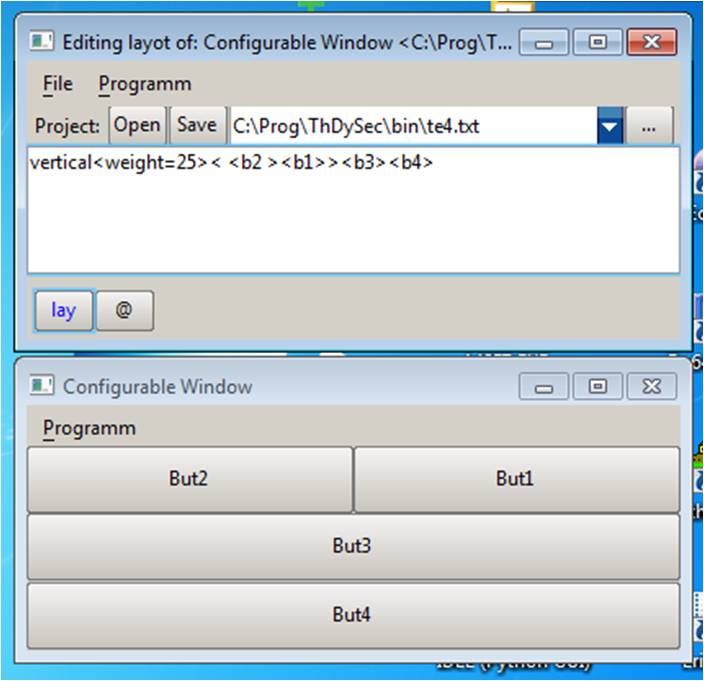 Editing layot of: Configurable Window <C:\Prog\T...
File Programm
Project: Open Save C:\Prog\ThDySec\bin\te4.txt ...
vertical<weight=25>< <b2 ><b1>><b3><b4>
lay @
Configurable Window
Programm
But2 But1
But3
But4